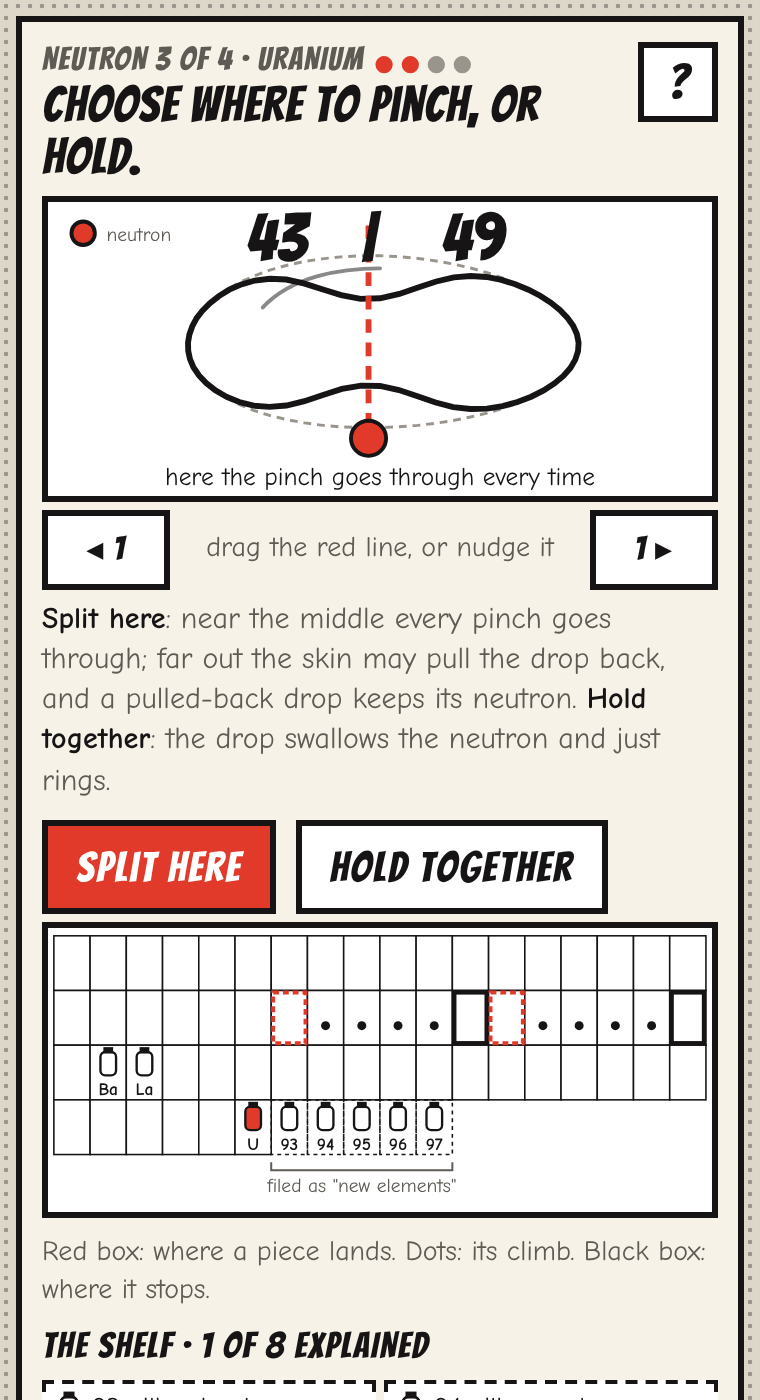 NEUTRON 3 OF 4 · URANIUM
?
CHOOSE WHERE TO PINCH, OR
HOLD.
neutron
43 / 49
here the pinch goes through every time
◄ 1
drag the red line, or nudge it
1 ►
Split here: near the middle every pinch goes
through; far out the skin may pull the drop back,
and a pulled-back drop keeps its neutron. Hold
together: the drop swallows the neutron and just
rings.
SPLIT HERE
HOLD TOGETHER
Ba La
U 93 94 95 96 97
filed as "new elements"
Red box: where a piece lands. Dots: its climb. Black box:
where it stops.
THE SHELF · 1 OF 8 EXPLAINED